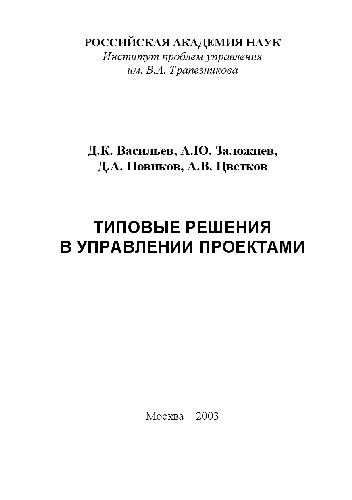 РОССИЙСКАЯ АКАДЕМИЯ НАУК
Институт проблем управления
им. В.А. Трапезникова
Д.К. Васильев, А.Ю. Заложнев,
Д.А. Новиков, А.В. Цветков
ТИПОВЫЕ РЕШЕНИЯ
В УПРАВЛЕНИИ ПРОЕКТАМИ
Москва – 2003